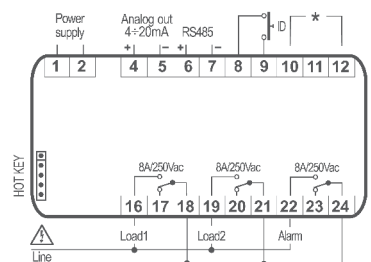 Power supply
Analog out
4÷20mA
RS485
ID
*
+ - + -
1 2 4 5 6 7 8 9 10 11 12
HOT KEY
8A/250Vac 8A/250Vac 8A/250Vac
16 17 18 19 20 21 22 23 24
Load1 Load2 Alarm
Line